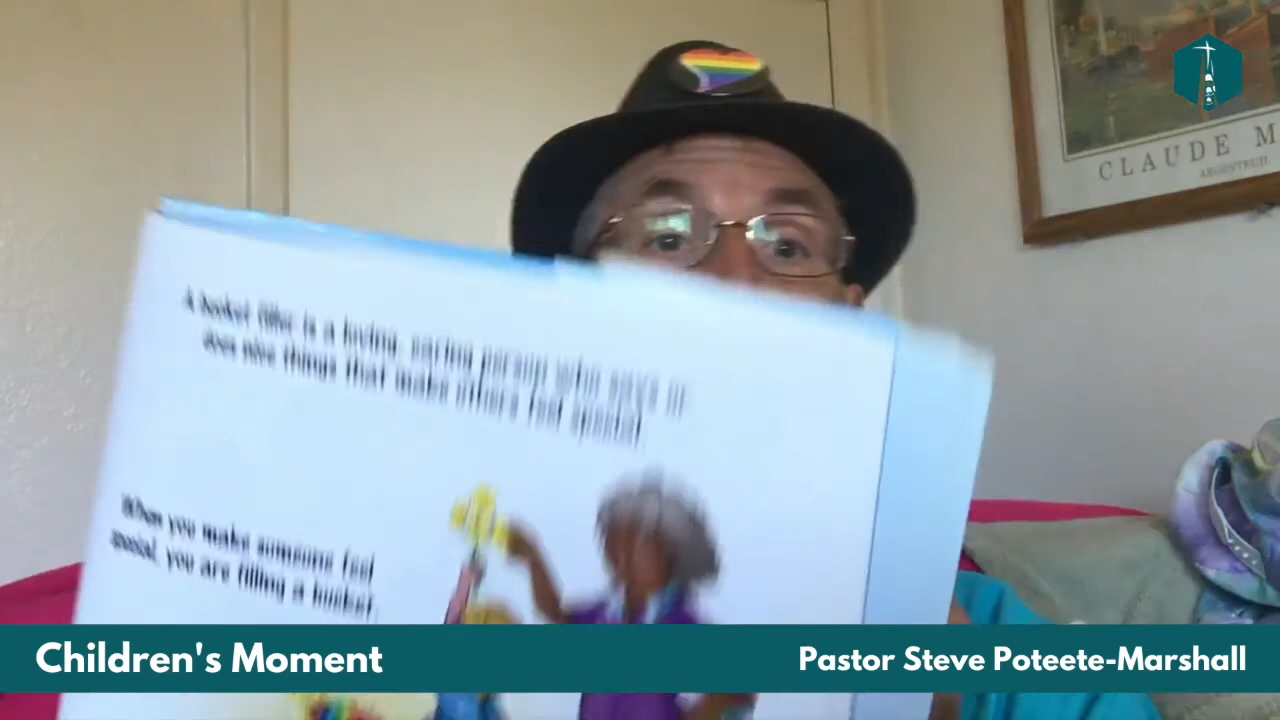 CLAUDE M
ARGENTEUIL
A bucket filler is a loving, caring person who says or
does nice things that make others feel special.
When you make someone feel
special, you are filling a bucket.
Children's Moment
Pastor Steve Poteete-Marshall